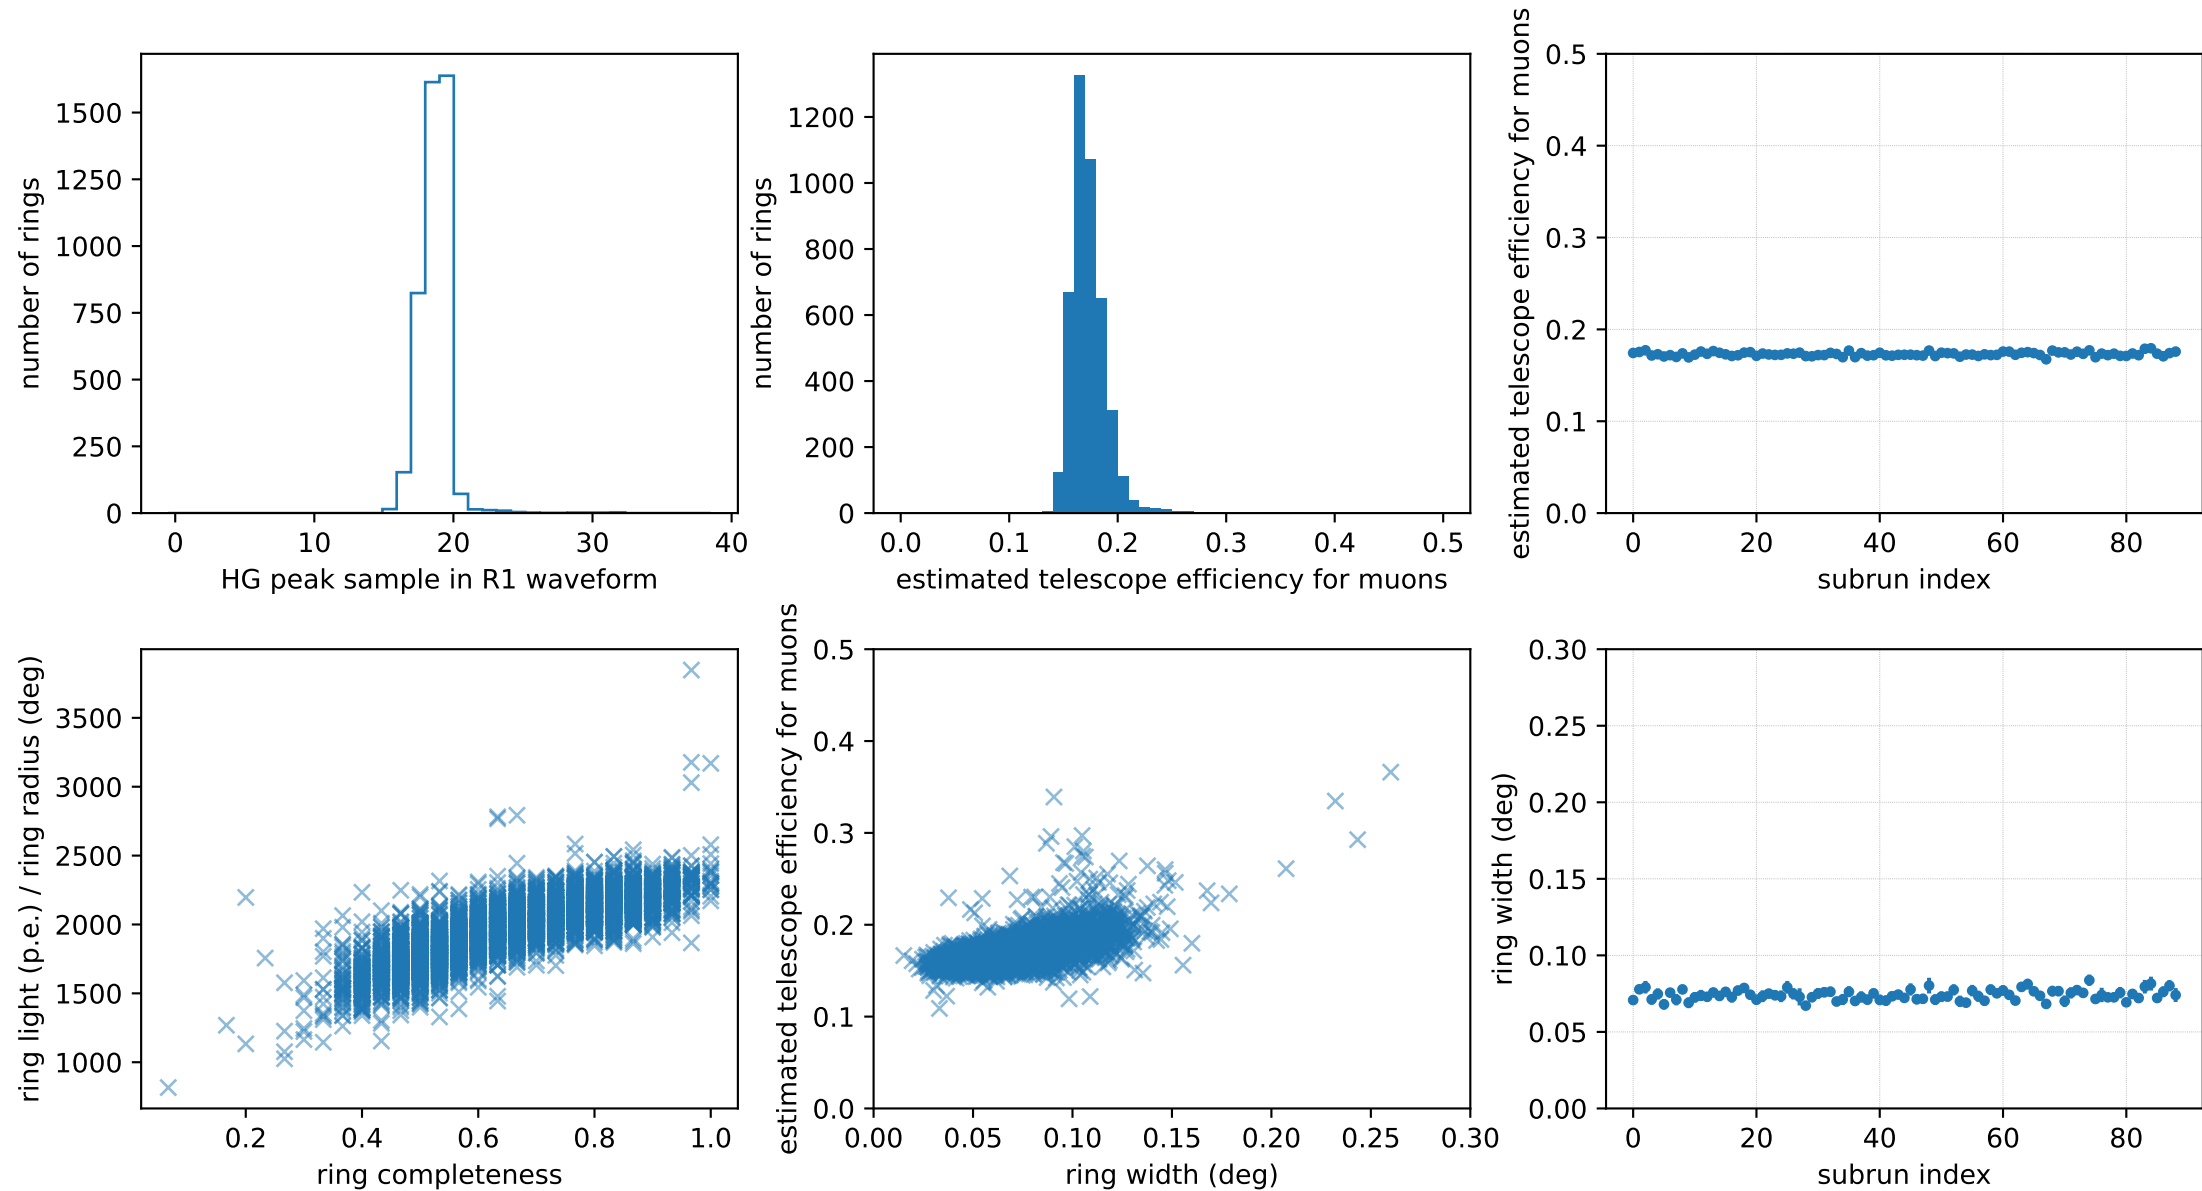 number of rings
1500
1250
1000
750
500
250
0
0 10 20 30 40
HG peak sample in R1 waveform
number of rings
1200
1000
800
600
400
200
0
0.0 0.1 0.2 0.3 0.4 0.5
estimated telescope efficiency for muons
estimated telescope efficiency for muons
0.5
0.4
0.3
0.2
0.1
0.0
0 20 40 60 80
subrun index
ring light (p.e.) / ring radius (deg)
3500
3000
2500
2000
1500
1000
0.2 0.4 0.6 0.8 1.0
ring completeness
estimated telescope efficiency for muons
0.5
0.4
0.3
0.2
0.1
0.0
0.00 0.05 0.10 0.15 0.20 0.25 0.30
ring width (deg)
ring width (deg)
0.30
0.25
0.20
0.15
0.10
0.05
0.00
0 20 40 60 80
subrun index